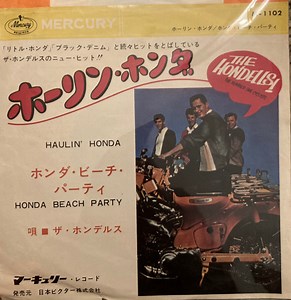 Mercury
MERCURY
-1102
ホーリン・ホンダ/ホンダ・ビーチ・パーティ
「リトル・ホンダ」「ブラック・デニム」と続々ヒットをとばしている
ザ・ホンデルスのニュー・ヒット!!
ホーリン・ホンダ
THE
HONDELLS!
HAULIN' HONDA
ホンダ・ビーチ・
パーティ
HONDA BEACH PARTY
唄■ザ・ホンデルス
マーキュリー・レコード
発売元 日本ビクター株式会社